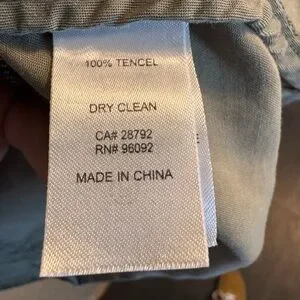 100% TENCEL
DRY CLEAN
CA# 28792
RN# 96092
MADE IN CHINA
E